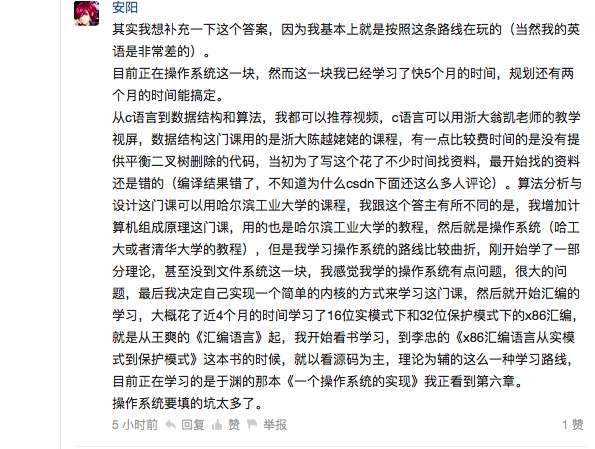 安阳
其实我想补充一下这个答案，因为我基本上就是按照这条路线在玩的（当然我的英
语是非常差的）。
目前正在操作系统这一块，然而这一块我已经学习了快5个月的时间，规划还有两
个月的时间能搞定。
从c语言到数据结构和算法，我都可以推荐视频，c语言可以用浙大翁凯老师的教学
视屏，数据结构这门课用的是浙大陈越姥姥的课程，有一点比较费时间的是没有提
供平衡二叉树删除的代码，当初为了写这个花了不少时间找资料，最开始找的资料
还是错的（编译结果错了，不知道为什么csdn下面还这么多人评论）。算法分析与
设计这门课可以用哈尔滨工业大学的课程，我跟这个答主有所不同的是，我增加计
算机组成原理这门课，用的也是哈尔滨工业大学的教程，然后就是操作系统（哈工
大或者清华大学的教程），但是我学习操作系统的路线比较曲折，刚开始学了一部
分理论，甚至没到文件系统这一块，我感觉我学的操作系统有点问题，很大的问
题，最后我决定自己实现一个简单的内核的方式来学习这门课，然后就开始汇编的
学习，大概花了近4个月的时间学习了16位实模式下和32位保护模式下的x86汇编，
就是从王爽的《汇编语言》起，我开始看书学习，到李忠的《x86汇编语言从实模
式到保护模式》这本书的时候，就以看源码为主，理论为辅的这么一种学习路线，
目前正在学习的是于渊的那本《一个操作系统的实现》我正看到第六章。
操作系统要填的坑太多了。
5 小时前 回复 赞 举报 1 赞